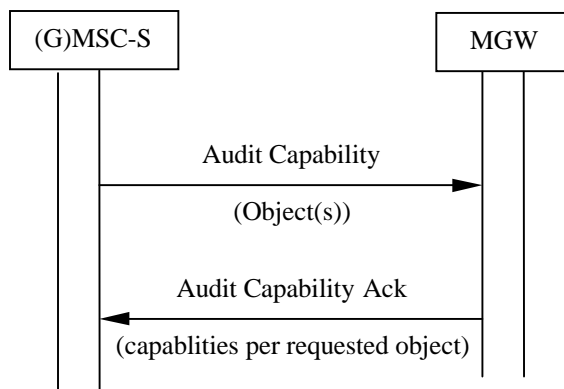 (G)MSC-S
MGW
Audit Capability
(Object(s))
Audit Capability Ack
(capablities per requested object)